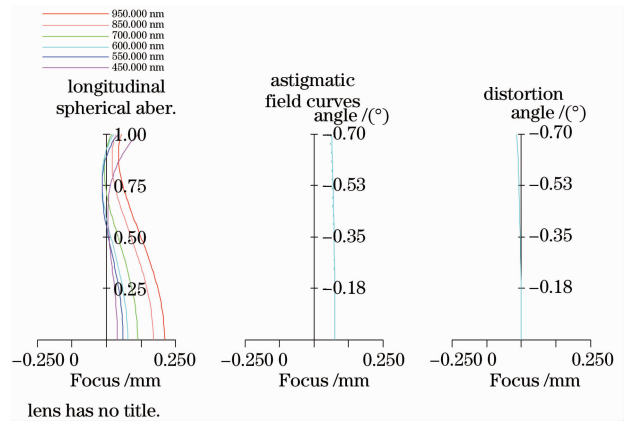 950.000 nm
850.000 nm
700.000 nm
600.000 nm
550.000 nm
450.000 nm
longitudinal
spherical aber.
1.00
0.75
0.50
0.25
−0.250 0 0.250
Focus /mm
astigmatic
field curves
angle /(°)
−0.70
−0.53
−0.35
−0.18
−0.250 0 0.250
Focus /mm
distortion
angle /(°)
−0.70
−0.53
−0.35
−0.18
−0.250 0 0.250
Focus /mm
lens has no title.